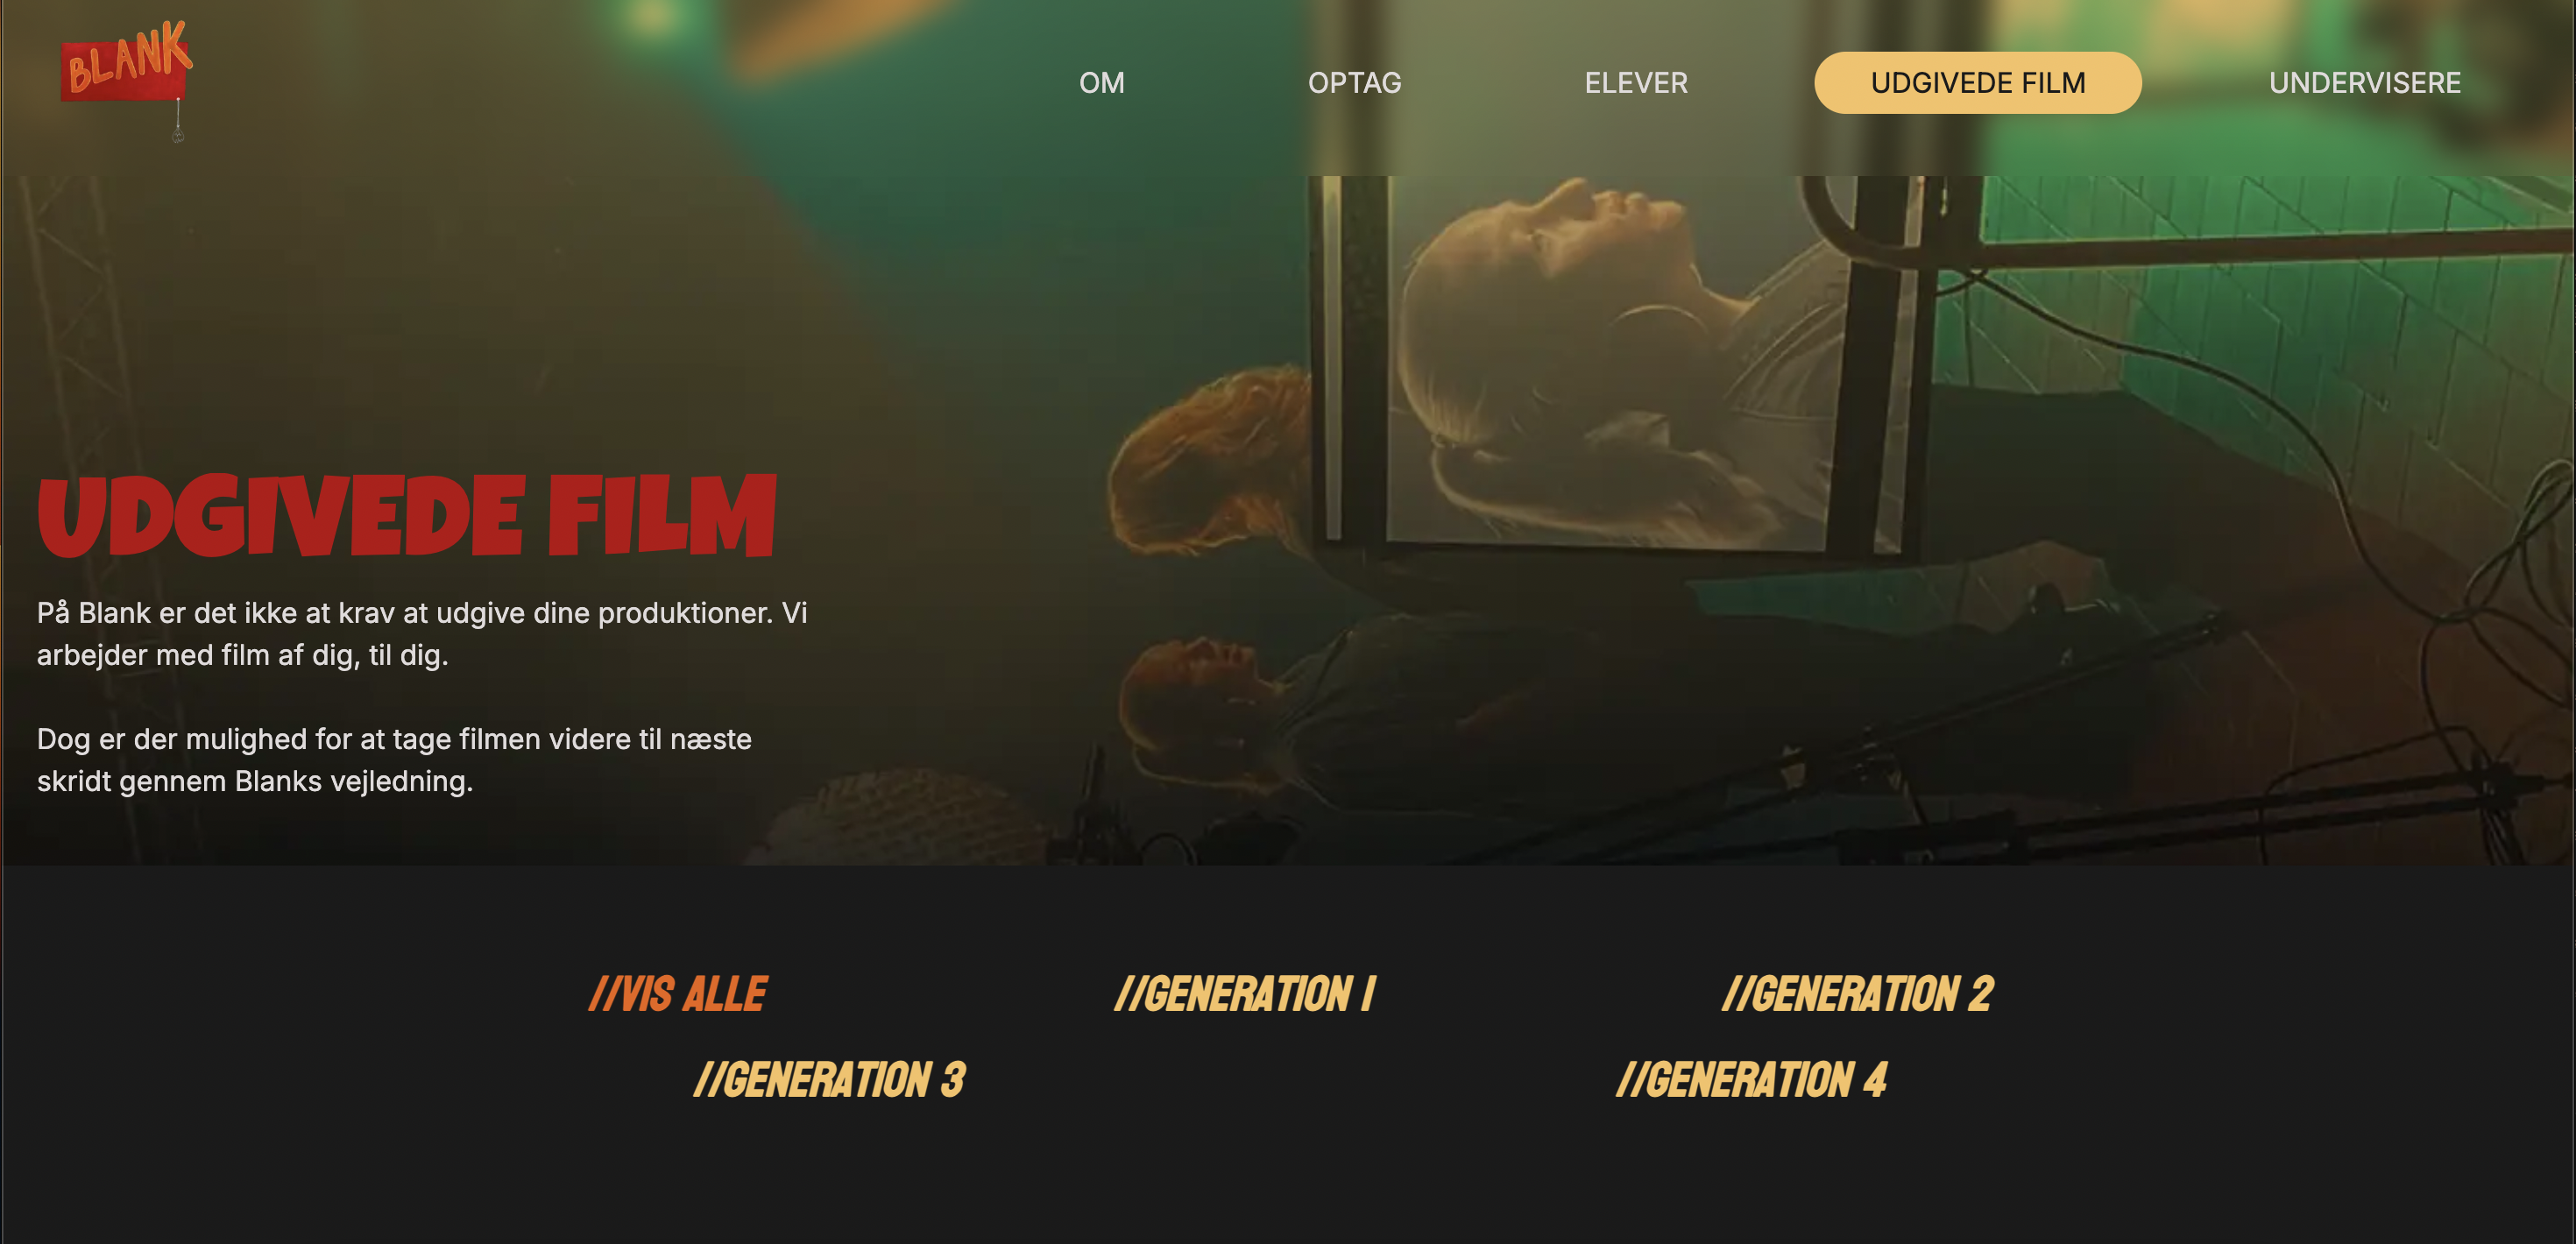 BLANK
OM OPTAG ELEVER UDGIVEDE FILM UNDERVISERE
UDGIVEDE FILM
På Blank er det ikke at krav at udgive dine produktioner. Vi
arbejder med film af dig, til dig.
Dog er der mulighed for at tage filmen videre til næste
skridt gennem Blanks vejledning.
//VIS ALLE //GENERATION 1 //GENERATION 2
//GENERATION 3 //GENERATION 4